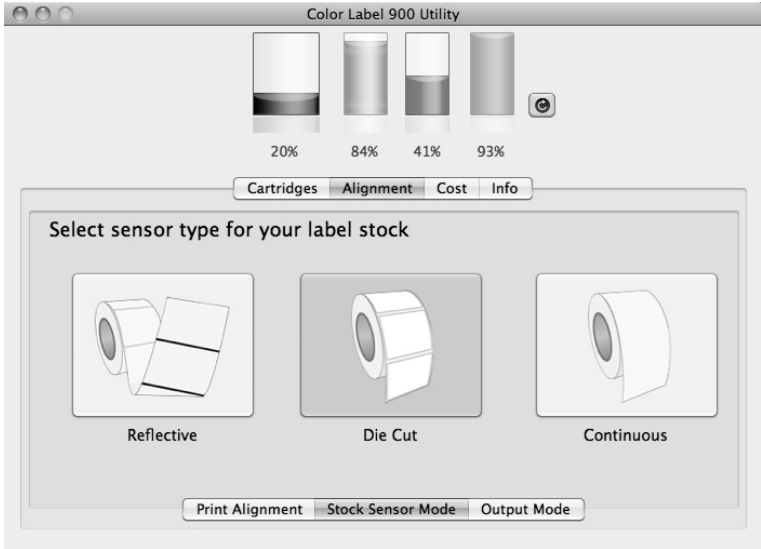 Color Label 900 Utility
20% 84% 41% 93%
Cartridges Alignment Cost Info
Select sensor type for your label stock
Reflective Die Cut Continuous
Print Alignment Stock Sensor Mode Output Mode